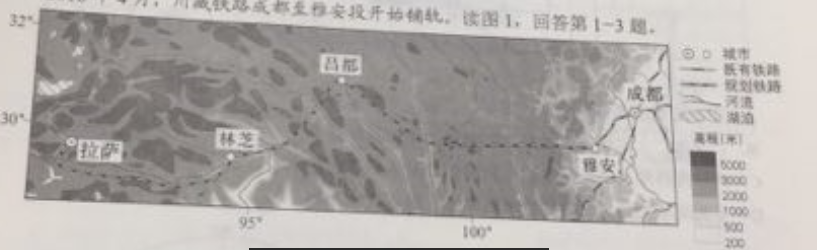 川藏铁路成都至雅安段开始铺轨。读图1，回答第1-3题。
32°
30°
昌都
拉萨
林芝
成都
雅安
95°
100°
城市
既有铁路
规划铁路
河流
湖泊
高程(米)
5000
3000
2000
1000
500
200